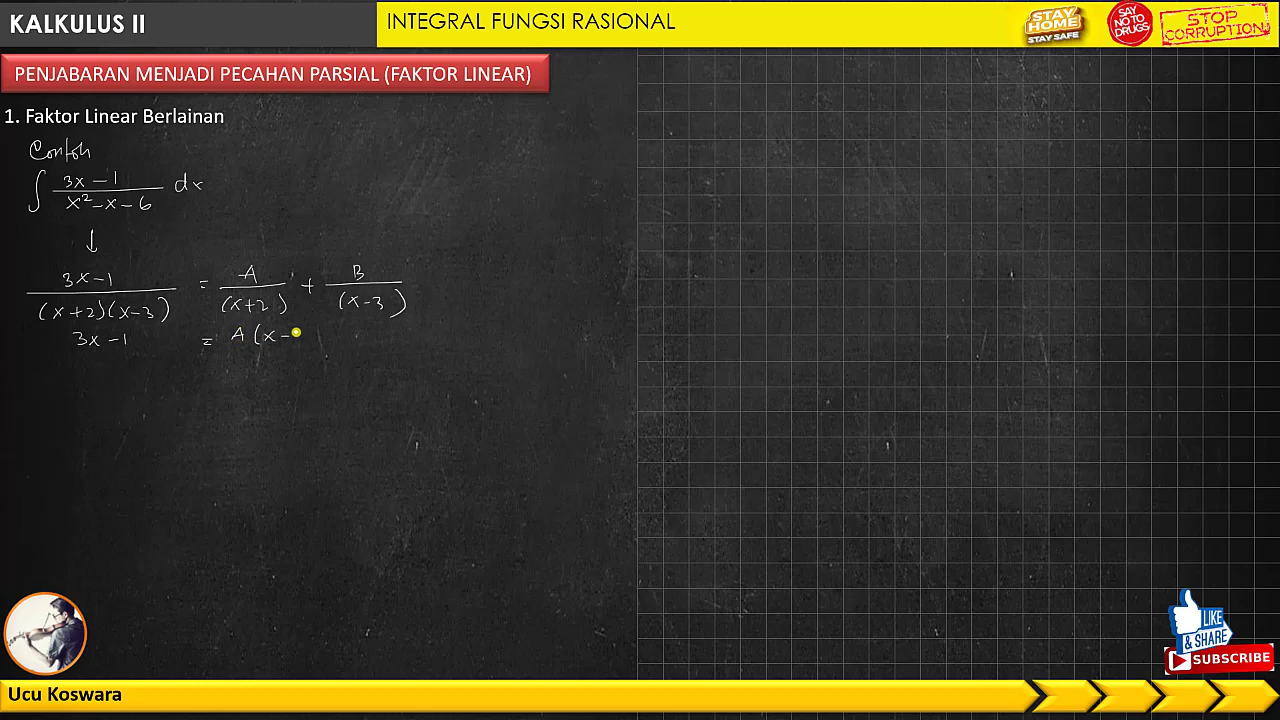 KALKULUS II
INTEGRAL FUNGSI RASIONAL
STAY HOME
STAY SAFE
SAY NO TO DRUGS
STOP CORRUPTION
PENJABARAN MENJADI PECAHAN PARSIAL (FAKTOR LINEAR)
1. Faktor Linear Berlainan
Contoh
∫ (3x − 1)/(x² − x − 6) dx
↓
(3x − 1)/((x+2)(x−3)) = A/(x+2) + B/(x−3)
3x − 1 = A(x −
LIKE & SHARE
SUBSCRIBE
Ucu Koswara